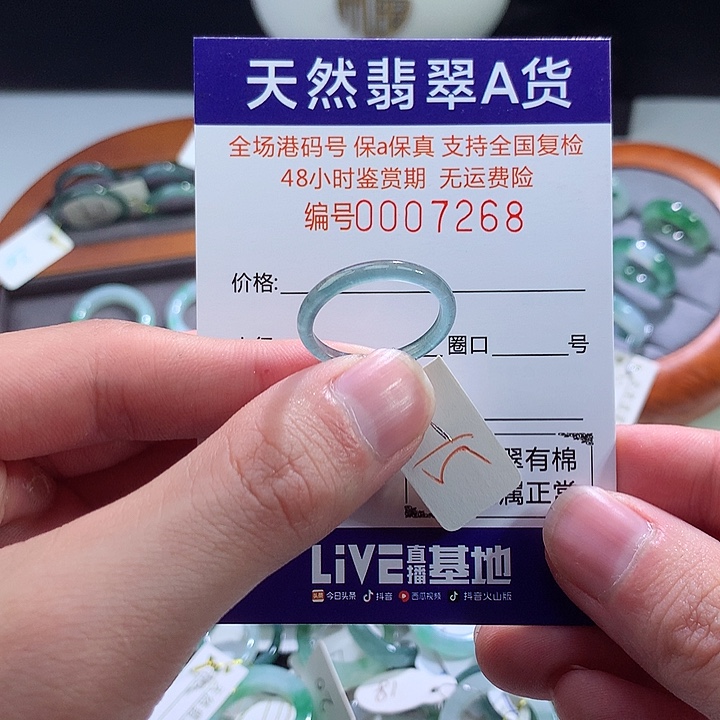 天然翡翠A货
全场港码号 保a保真 支持全国复检
48小时鉴赏期 无运费险
编号0007268
价格:
圈口 号
翠有棉
属正常
LiVE直播基地
今日头条 抖音 西瓜视频 抖音火山版